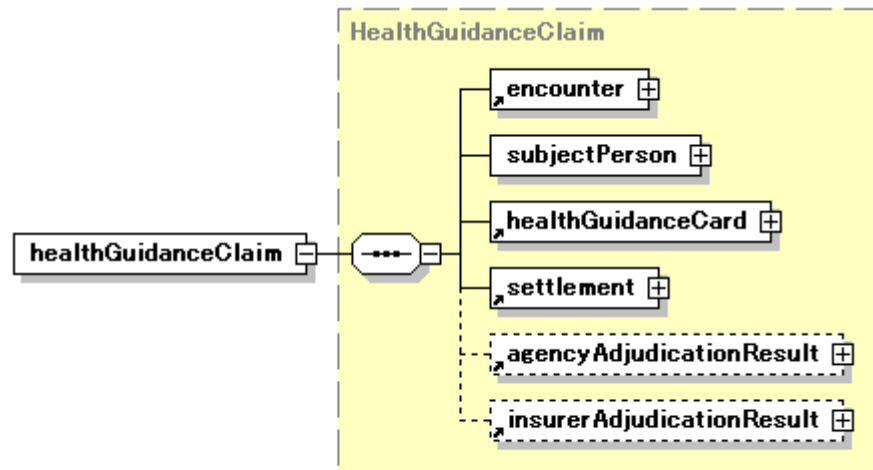 HealthGuidanceClaim
encounter
subjectPerson
healthGuidanceCard
healthGuidanceClaim
settlement
agencyAdjudicationResult
insurerAdjudicationResult